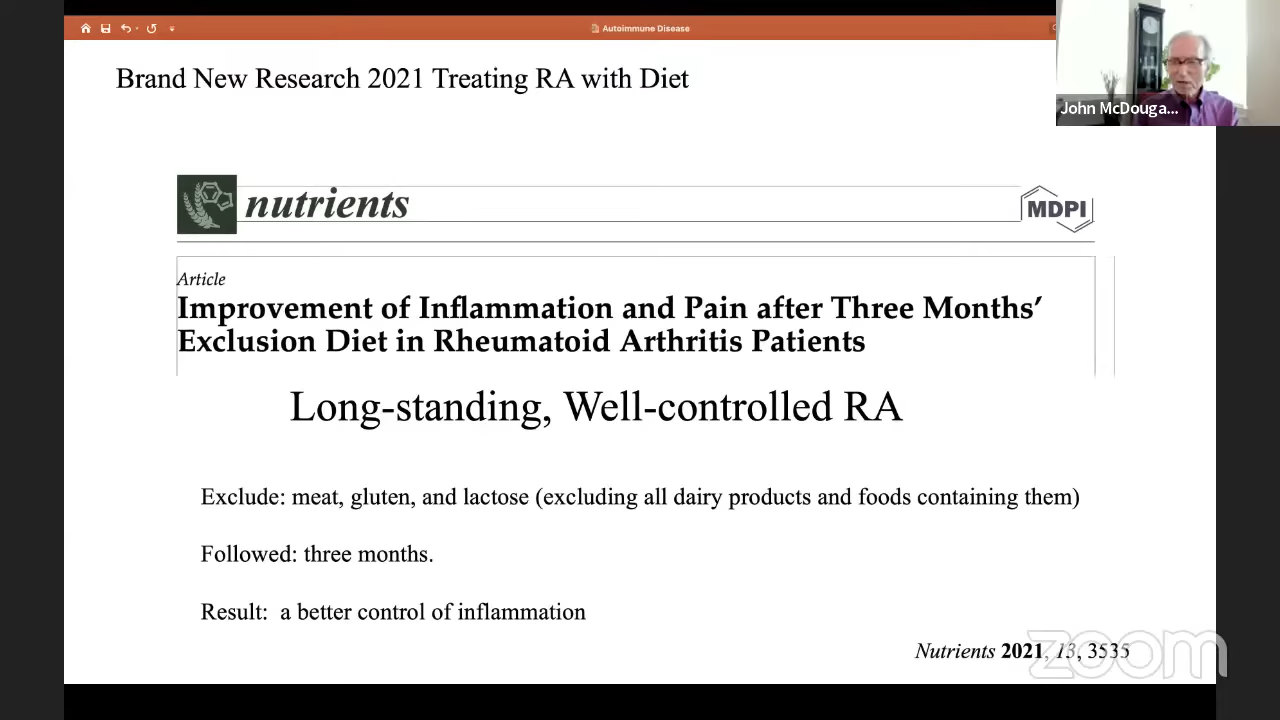 Autoimmune Disease
Brand New Research 2021 Treating RA with Diet
John McDouga...
nutrients
MDPI
Article
Improvement of Inflammation and Pain after Three Months’
Exclusion Diet in Rheumatoid Arthritis Patients
Long-standing, Well-controlled RA
Exclude: meat, gluten, and lactose (excluding all dairy products and foods containing them)
Followed: three months.
Result:  a better control of inflammation
Nutrients 2021, 13, 3535
zoom